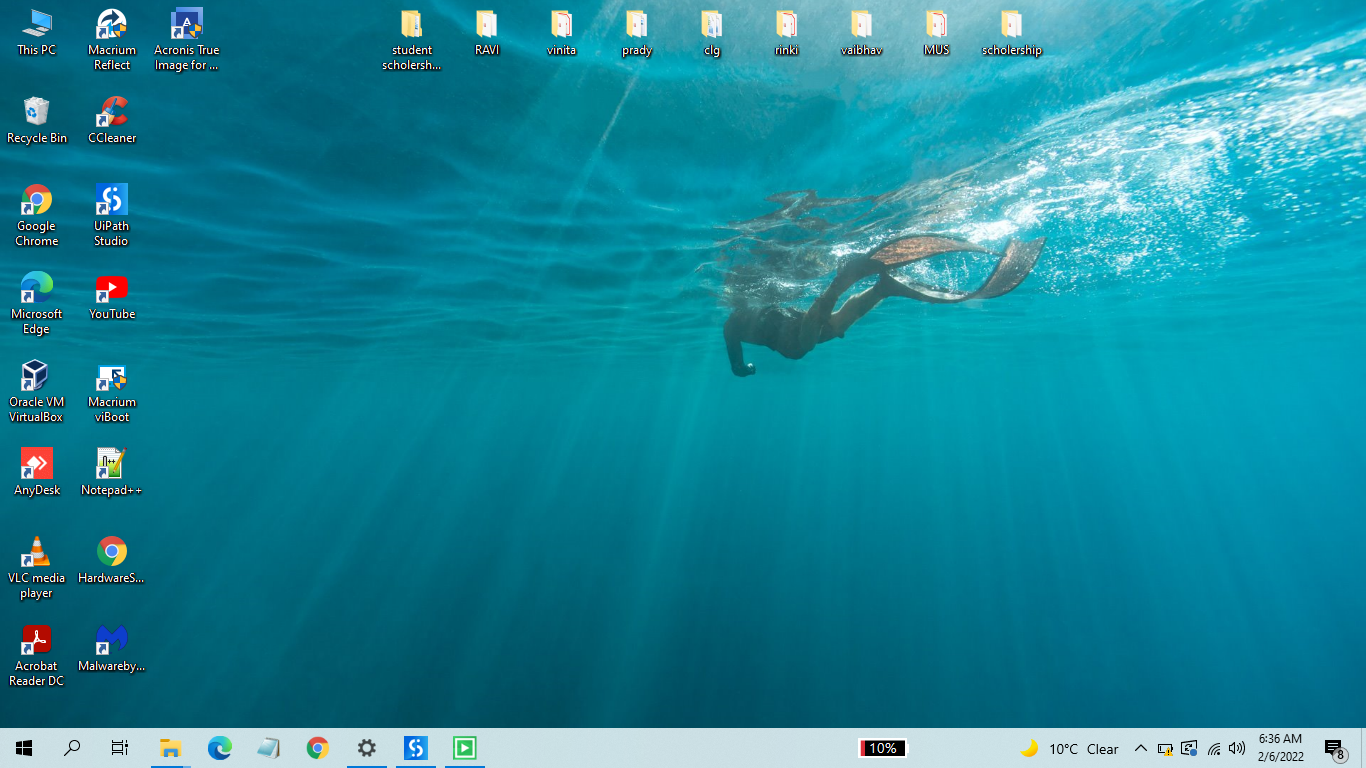 This PC
Macrium
Reflect
Acronis True
Image for ...
student
scholersh...
RAVI
vinita
prady
clg
rinki
vaibhav
MUS
scholership
Recycle Bin
CCleaner
Google
Chrome
UiPath
Studio
Microsoft
Edge
YouTube
Oracle VM
VirtualBox
Macrium
viBoot
AnyDesk
Notepad++
VLC media
player
HardwareS...
Acrobat
Reader DC
Malwareby...
10%
10°C Clear
6:36 AM
2/6/2022
8